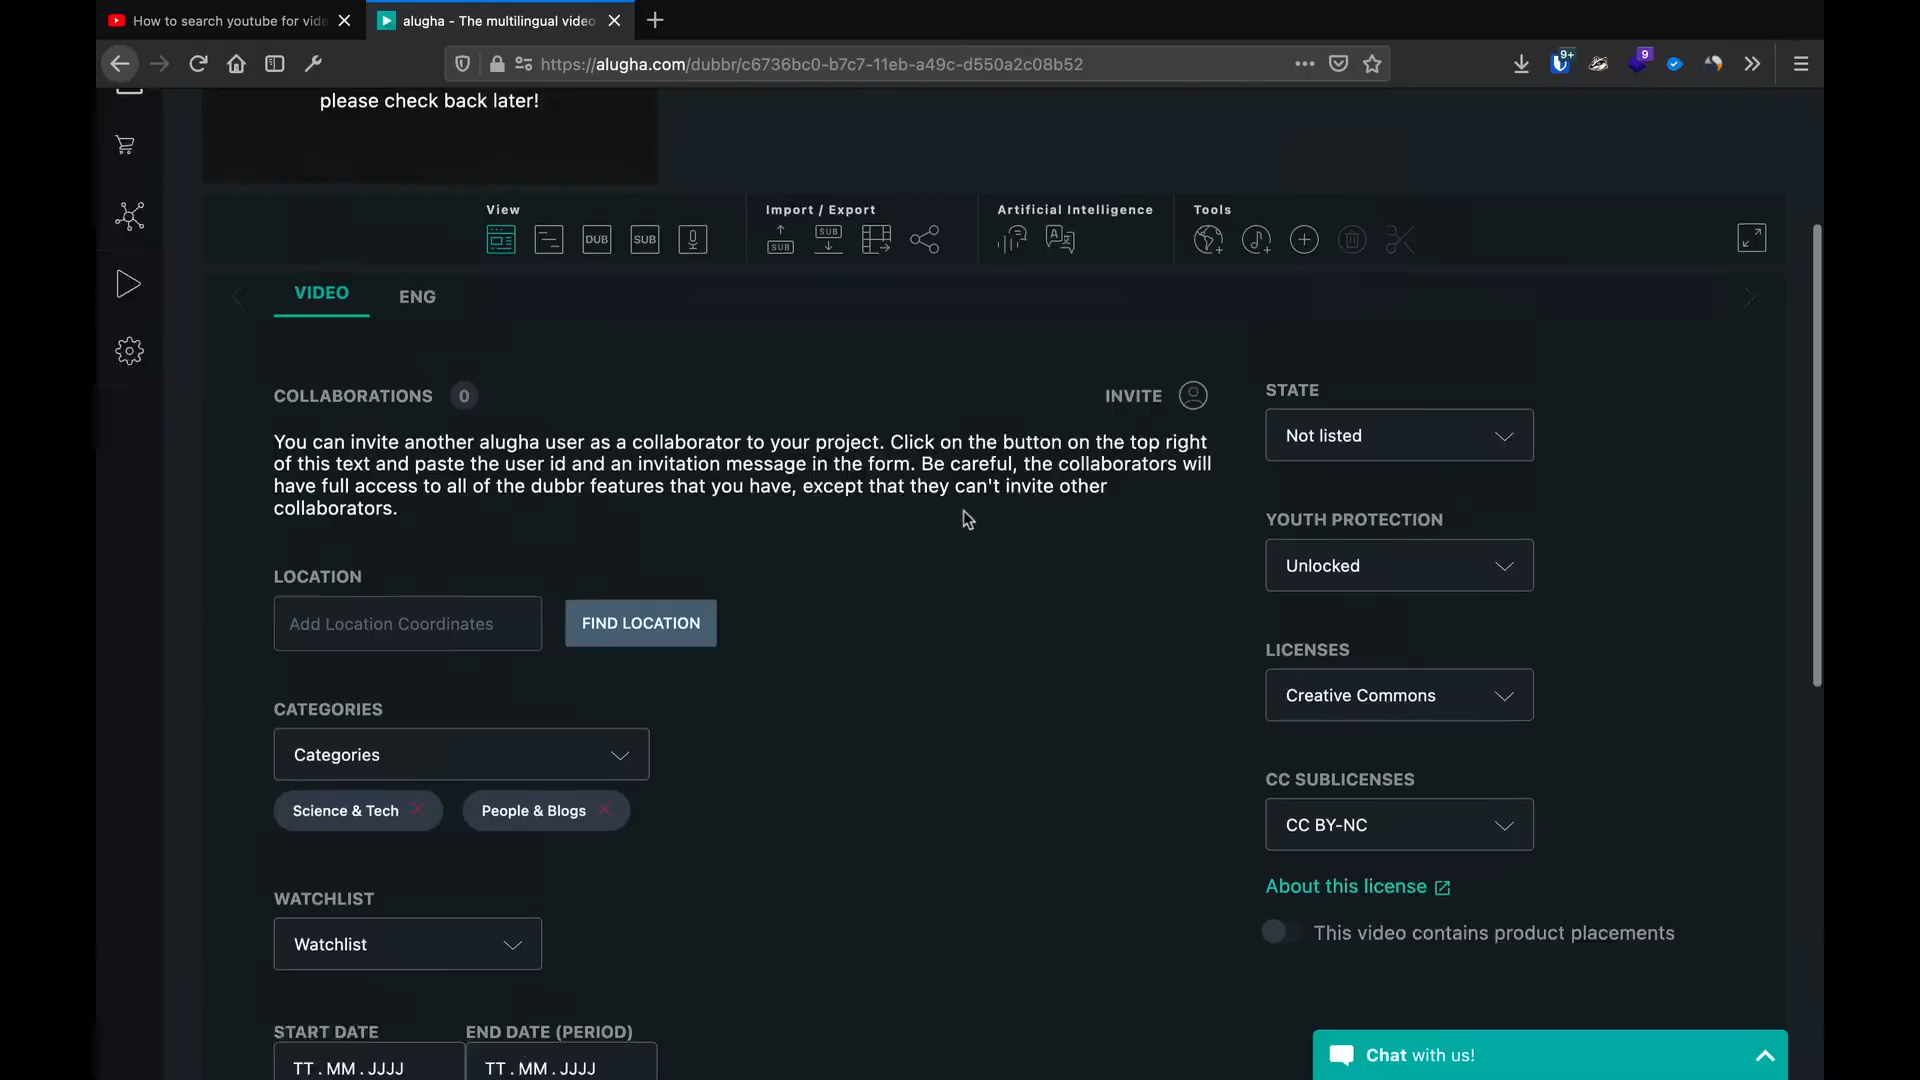 How to search youtube for vide
alugha - The multilingual video
https://alugha.com/dubbr/c6736bc0-b7c7-11eb-a49c-d550a2c08b52
9+
9
please check back later!
View
Import / Export
Artificial Intelligence
Tools
DUB
SUB
SUB
SUB
VIDEO
ENG
COLLABORATIONS 0
INVITE
You can invite another alugha user as a collaborator to your project. Click on the button on the top right
of this text and paste the user id and an invitation message in the form. Be careful, the collaborators will
have full access to all of the dubbr features that you have, except that they can't invite other
collaborators.
LOCATION
Add Location Coordinates
FIND LOCATION
CATEGORIES
Categories
Science & Tech
People & Blogs
WATCHLIST
Watchlist
START DATE
END DATE (PERIOD)
TT . MM . JJJJ
TT . MM . JJJJ
STATE
Not listed
YOUTH PROTECTION
Unlocked
LICENSES
Creative Commons
CC SUBLICENSES
CC BY-NC
About this license
This video contains product placements
Chat with us!